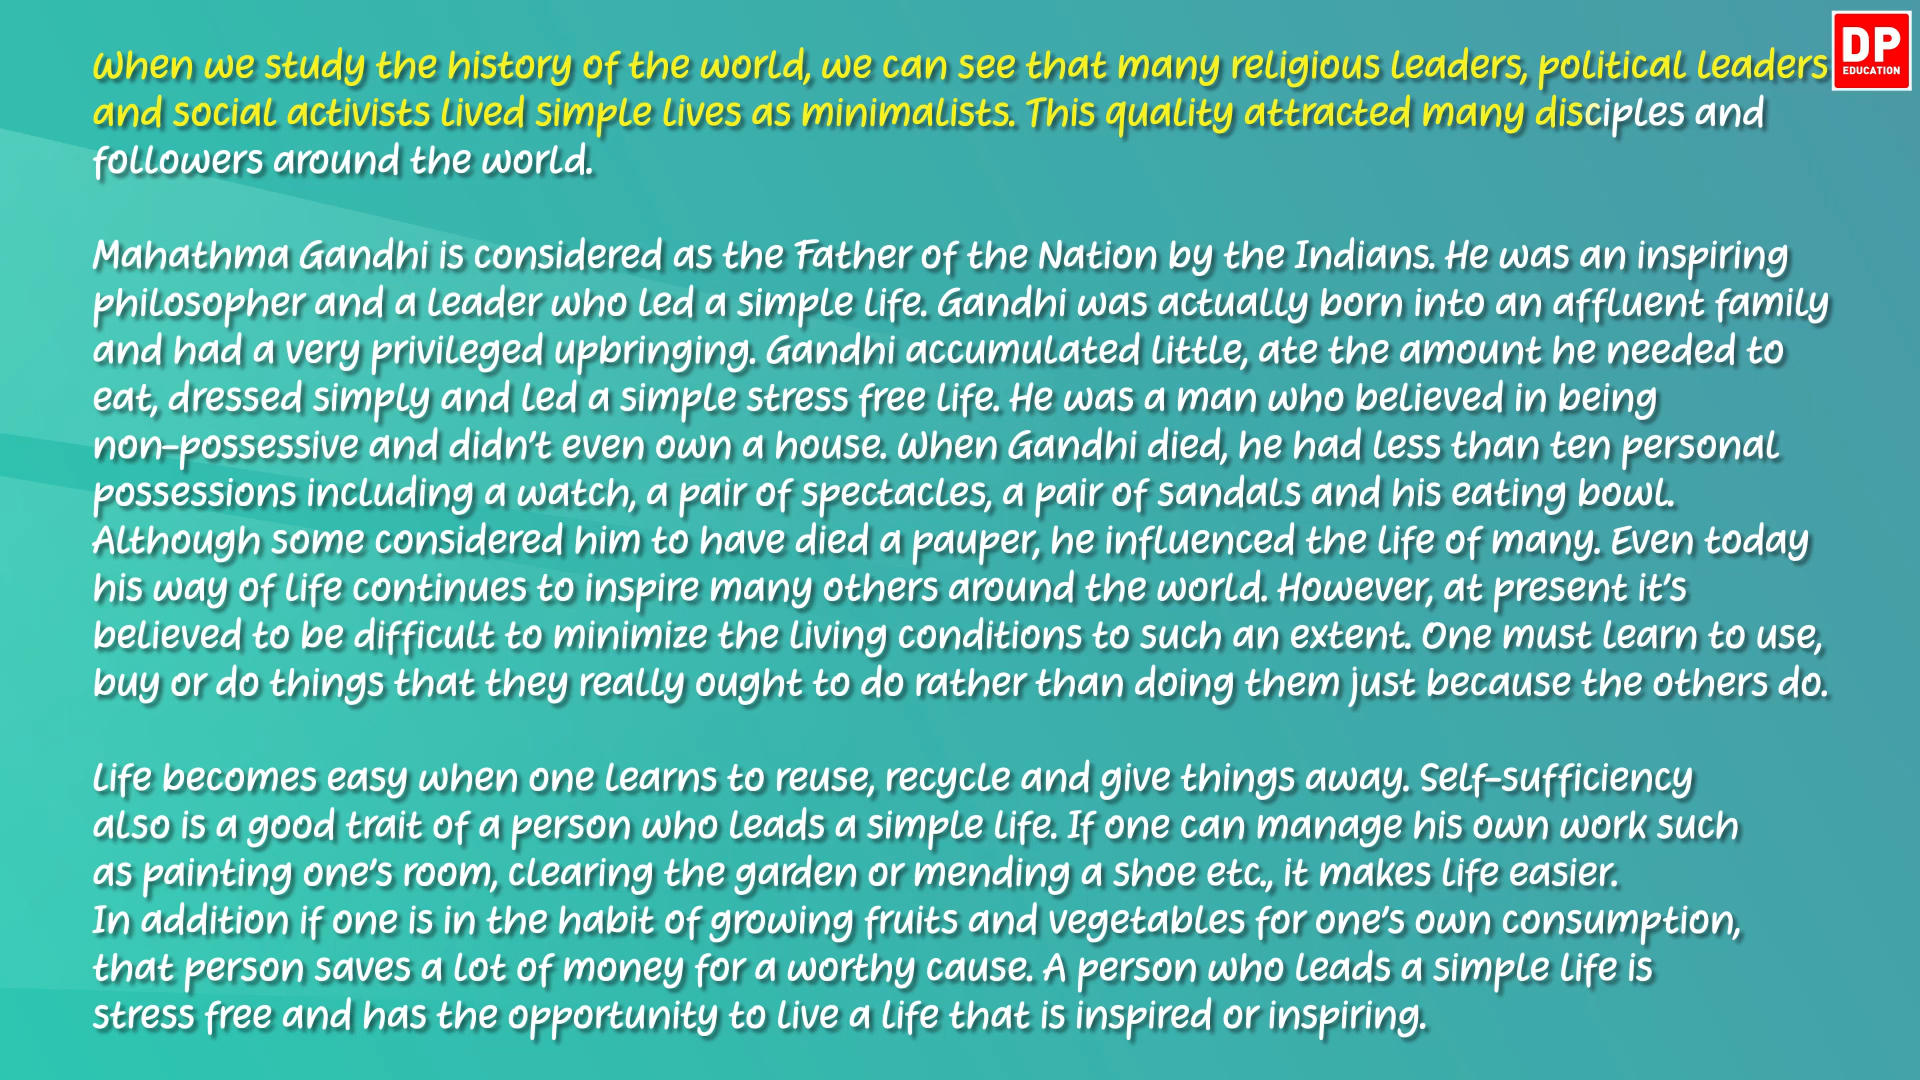 When we study the history of the world, we can see that many religious leaders, political leaders
and social activists lived simple lives as minimalists. This quality attracted many disciples and
followers around the world.
Mahathma Gandhi is considered as the Father of the Nation by the Indians. He was an inspiring
philosopher and a leader who led a simple life. Gandhi was actually born into an affluent family
and had a very privileged upbringing. Gandhi accumulated little, ate the amount he needed to
eat, dressed simply and led a simple stress free life. He was a man who believed in being
non-possessive and didn't even own a house. When Gandhi died, he had less than ten personal
possessions including a watch, a pair of spectacles, a pair of sandals and his eating bowl.
Although some considered him to have died a pauper, he influenced the life of many. Even today
his way of life continues to inspire many others around the world. However, at present it's
believed to be difficult to minimize the living conditions to such an extent. One must learn to use,
buy or do things that they really ought to do rather than doing them just because the others do.
Life becomes easy when one learns to reuse, recycle and give things away. Self-sufficiency
also is a good trait of a person who leads a simple life. If one can manage his own work such
as painting one's room, clearing the garden or mending a shoe etc., it makes life easier.
In addition if one is in the habit of growing fruits and vegetables for one's own consumption,
that person saves a lot of money for a worthy cause. A person who leads a simple life is
stress free and has the opportunity to live a life that is inspired or inspiring.
DP
EDUCATION